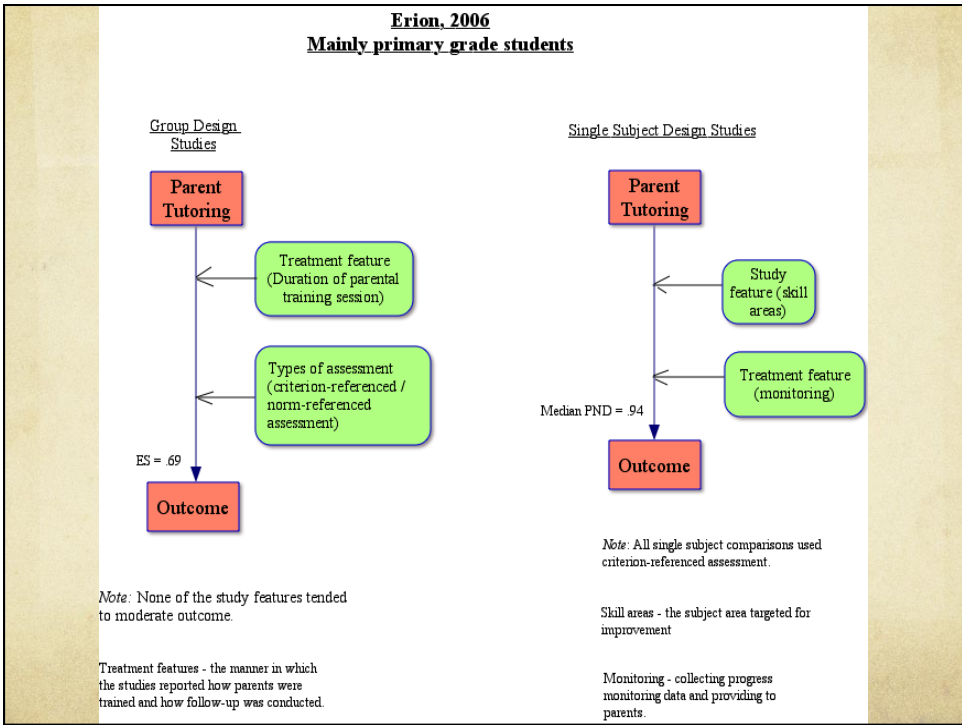 Erion, 2006
Mainly primary grade students
Group Design
Studies
Parent
Tutoring
Treatment feature
(Duration of parental
training session)
Types of assessment
(criterion-referenced /
norm-referenced
assessment)
ES = .69
Outcome
Note: None of the study features tended
to moderate outcome.
Treatment features - the manner in which
the studies reported how parents were
trained and how follow-up was conducted.
Single Subject Design Studies
Parent
Tutoring
Study
feature (skill
areas)
Treatment feature
(monitoring)
Median PND = .94
Outcome
Note: All single subject comparisons used
criterion-referenced assessment.
Skill areas - the subject area targeted for
improvement
Monitoring - collecting progress
monitoring data and providing to
parents.